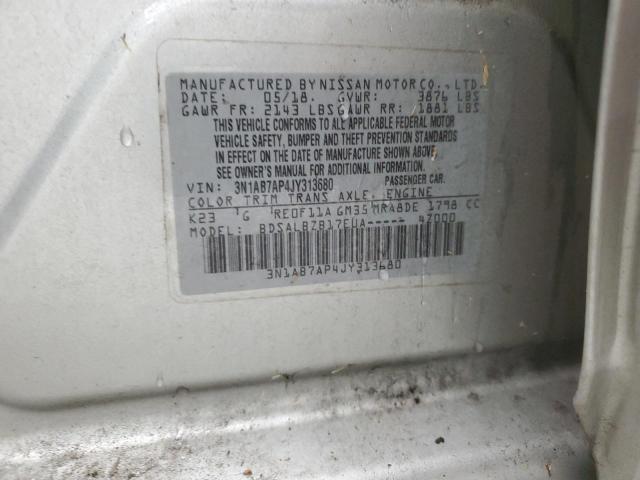 MANUFACTURED BY NISSAN MOTOR CO., LTD.
DATE: 05/18. GVWR: 3876 LBS
GAWR FR: 2143 LBS GAWR RR: 1881 LBS
THIS VEHICLE CONFORMS TO ALL APPLICABLE FEDERAL MOTOR
VEHICLE SAFETY, BUMPER AND THEFT PREVENTION STANDARDS
IN EFFECT ON THE DATE OF MANUFACTURE SHOWN ABOVE.
SEE OWNER'S MANUAL FOR ADDITIONAL INFORMATION
VIN: 3N1AB7AP4JY313680 PASSENGER CAR.
COLOR TRIM TRANS AXLE, ENGINE
K23 'G 'RE0F11A GM35 MRA8DE 1798 CC
MODEL: BDSALBZB17EUA----- 4Z000
3N1AB7AP4JY313680